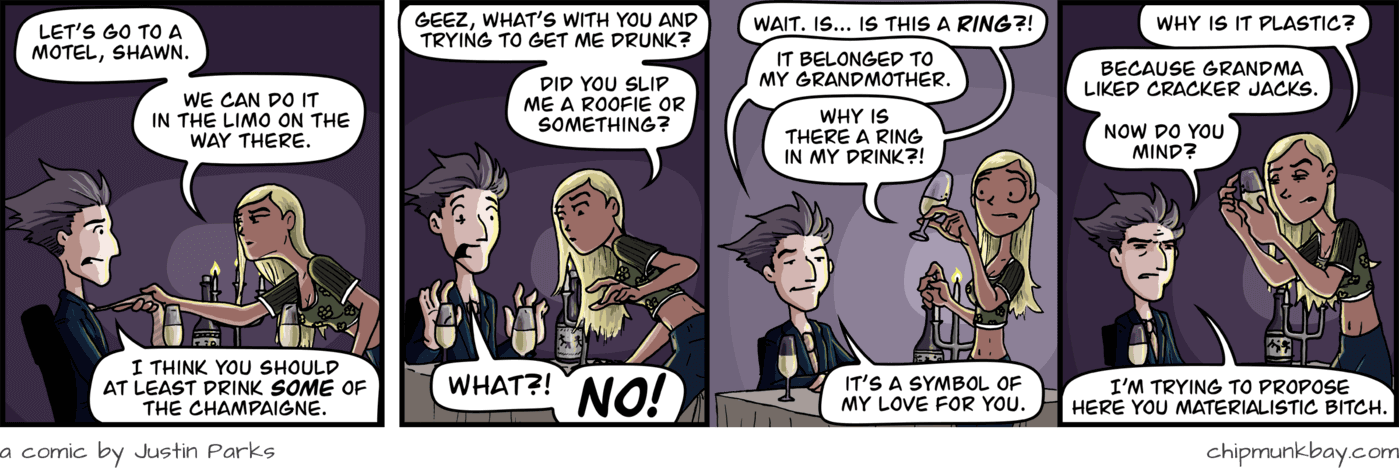 LET'S GO TO A
MOTEL, SHAWN.
WE CAN DO IT
IN THE LIMO ON THE
WAY THERE.
I THINK YOU SHOULD
AT LEAST DRINK SOME OF
THE CHAMPAIGNE.
GEEZ, WHAT'S WITH YOU AND
TRYING TO GET ME DRUNK?
DID YOU SLIP
ME A ROOFIE OR
SOMETHING?
WHAT?!
NO!
WAIT. IS... IS THIS A RING?!
IT BELONGED TO
MY GRANDMOTHER.
WHY IS
THERE A RING
IN MY DRINK?!
IT'S A SYMBOL OF
MY LOVE FOR YOU.
WHY IS IT PLASTIC?
BECAUSE GRANDMA
LIKED CRACKER JACKS.
NOW DO YOU
MIND?
I'M TRYING TO PROPOSE
HERE YOU MATERIALISTIC BITCH.
a comic by Justin Parks
chipmunkbay.com